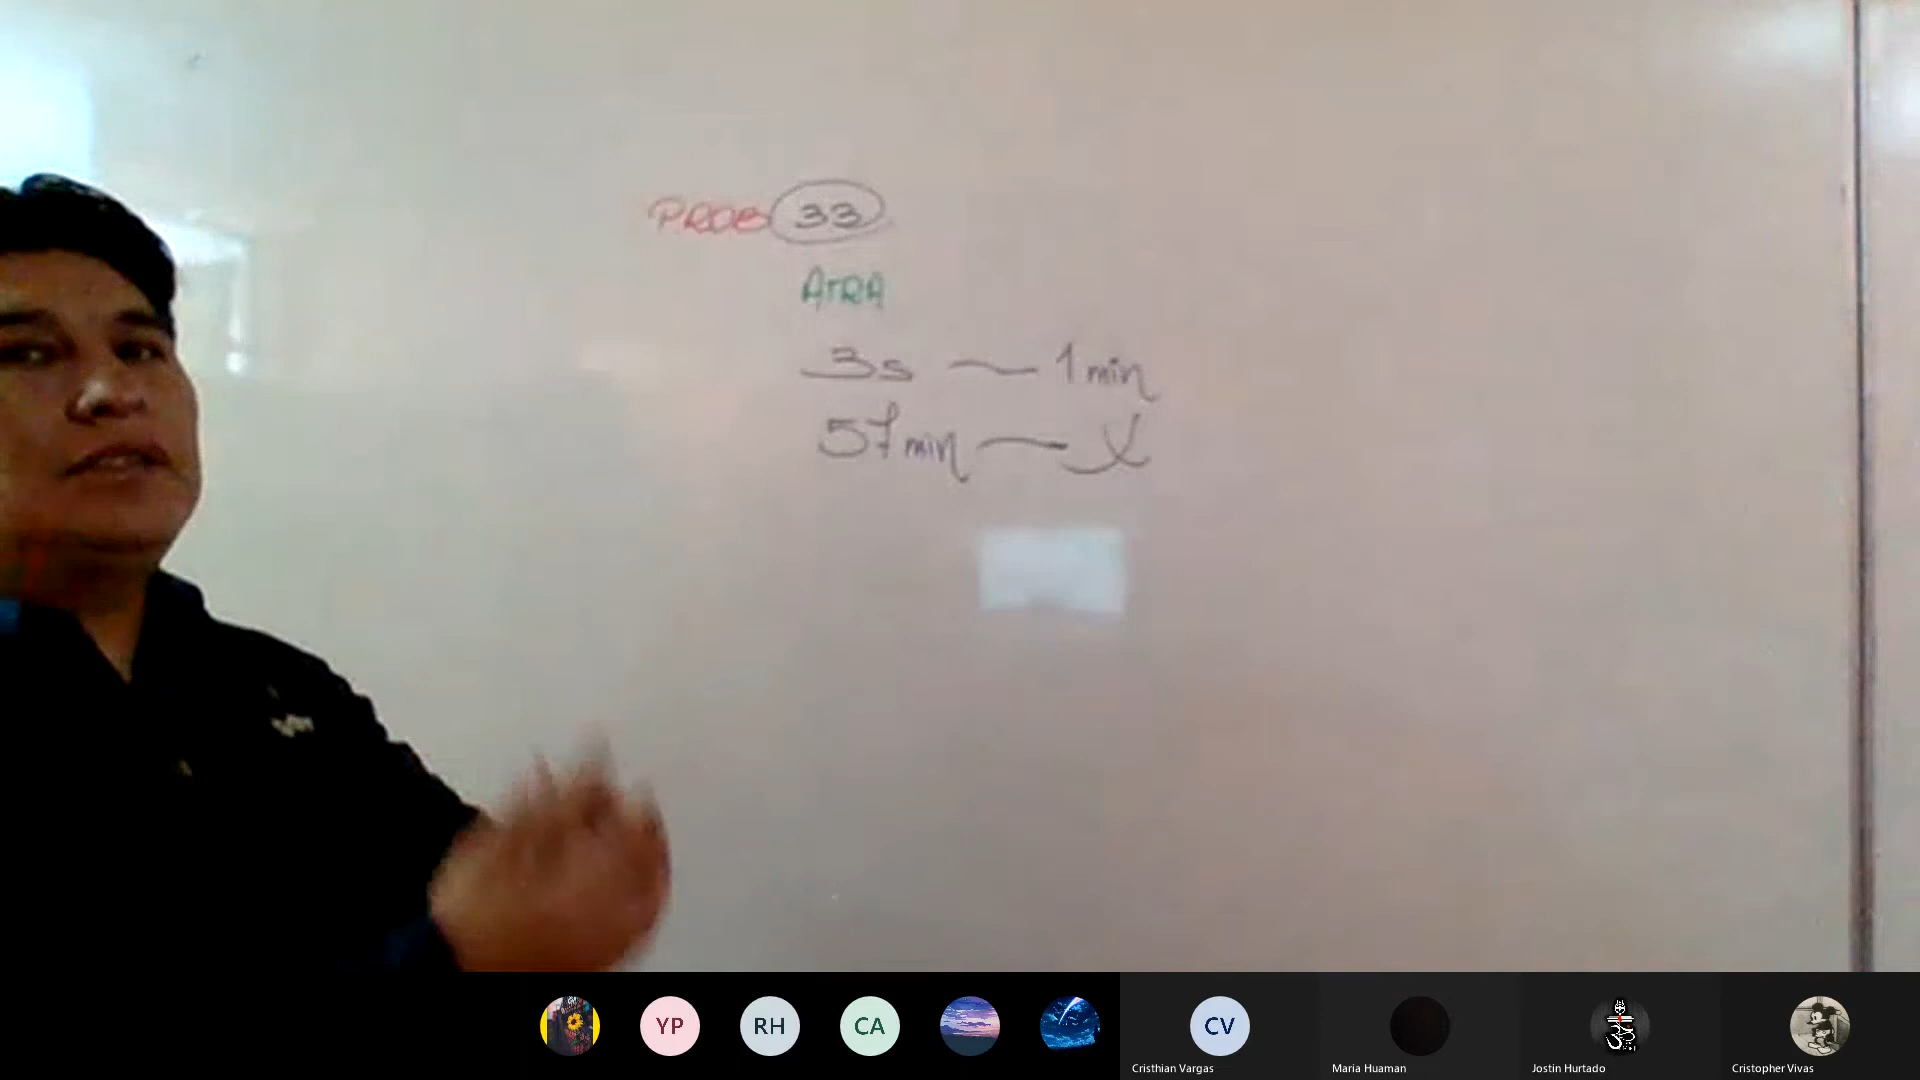 PROB 33
ATRA
3s — 1 min
57 min — X
YP
RH
CA
CV
Cristhian Vargas
Maria Huaman
Jostin Hurtado
Cristopher Vivas